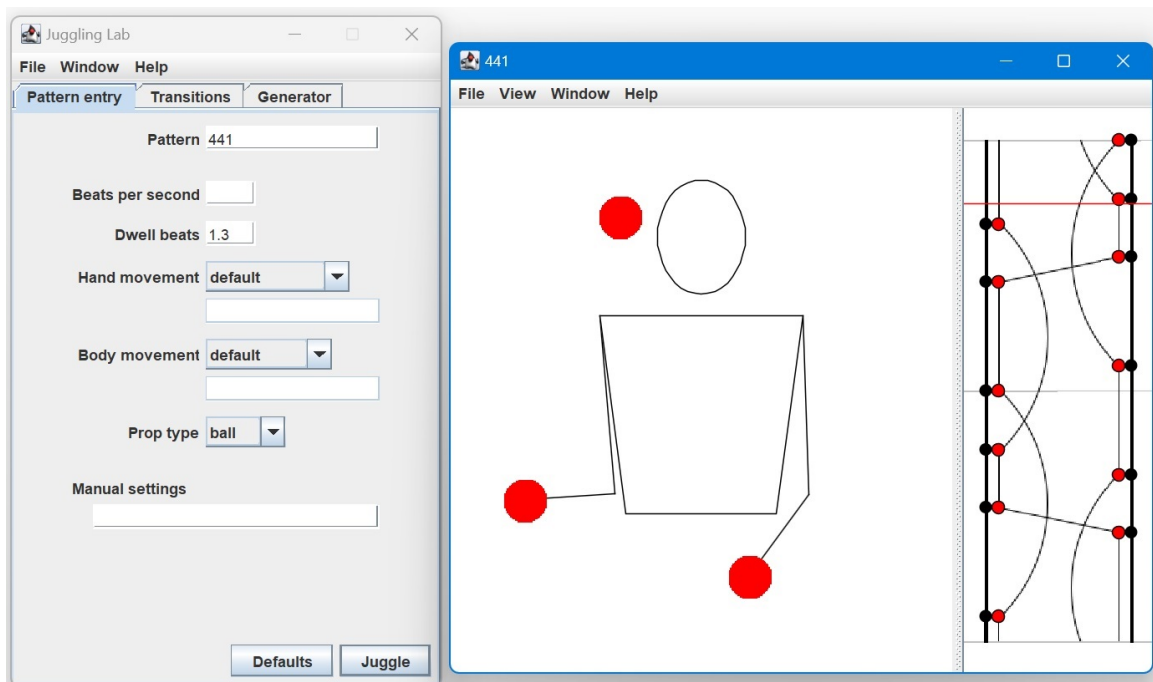 Juggling Lab
File Window Help
Pattern entry Transitions Generator
Pattern 441
Beats per second
Dwell beats 1.3
Hand movement default
Body movement default
Prop type ball
Manual settings
Defaults Juggle
441
File View Window Help